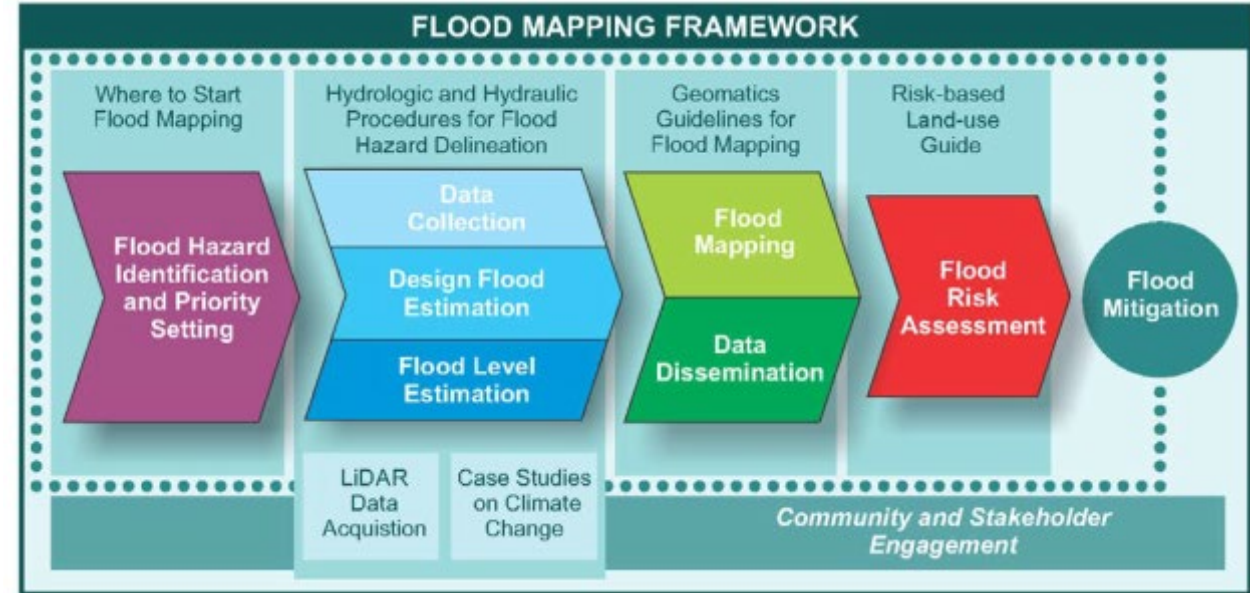 FLOOD MAPPING FRAMEWORK
Where to Start
Flood Mapping
Hydrologic and Hydraulic
Procedures for Flood
Hazard Delineation
Geomatics
Guidelines for
Flood Mapping
Risk-based
Land-use
Guide
Flood Hazard
Identification
and Priority
Setting
Data
Collection
Design Flood
Estimation
Flood Level
Estimation
Flood
Mapping
Data
Dissemination
Flood
Risk
Assessment
Flood
Mitigation
LiDAR
Data
Acquistion
Case Studies
on Climate
Change
Community and Stakeholder
Engagement